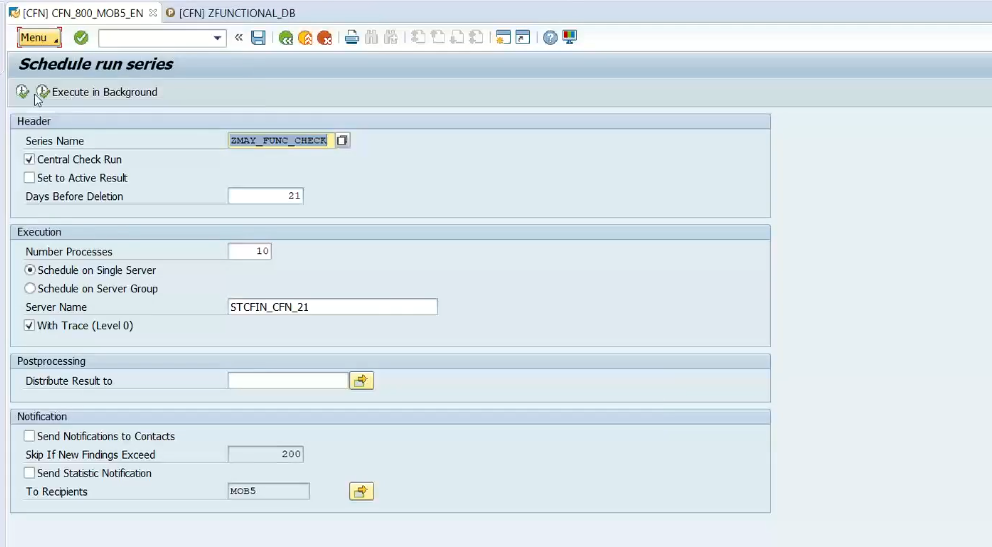 [CFN] CFN_800_MOB5_EN [CFN] ZFUNCTIONAL_DB
Menu «
Schedule run series
Execute in Background
Header
Series Name ZMAY_FUNC_CHECK
Central Check Run
Set to Active Result
Days Before Deletion 21
Execution
Number Processes 10
Schedule on Single Server
Schedule on Server Group
Server Name STCFIN_CFN_21
With Trace (Level 0)
Postprocessing
Distribute Result to
Notification
Send Notifications to Contacts
Skip If New Findings Exceed 200
Send Statistic Notification
To Recipients MOB5